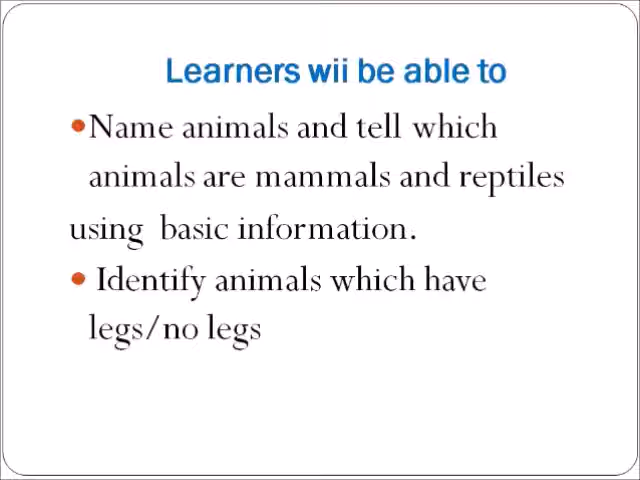 Learners wii be able to
Name animals and tell which
animals are mammals and reptiles
using basic information.
Identify animals which have
legs/no legs